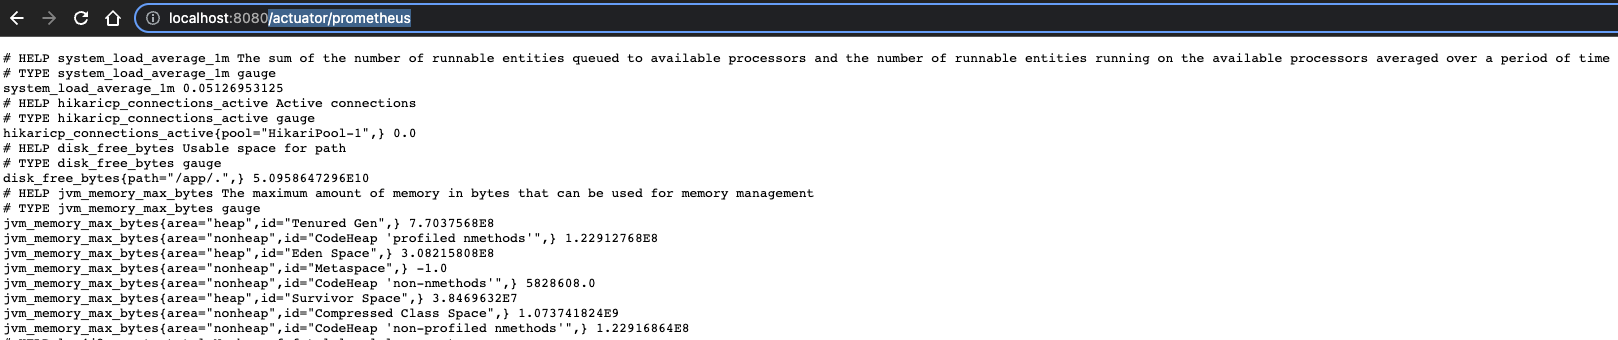 localhost:8080/actuator/prometheus
# HELP system_load_average_1m The sum of the number of runnable entities queued to available processors and the number of runnable entities running on the available processors averaged over a period of time
# TYPE system_load_average_1m gauge
system_load_average_1m 0.05126953125
# HELP hikaricp_connections_active Active connections
# TYPE hikaricp_connections_active gauge
hikaricp_connections_active{pool="HikariPool-1",} 0.0
# HELP disk_free_bytes Usable space for path
# TYPE disk_free_bytes gauge
disk_free_bytes{path="/app/.",} 5.0958647296E10
# HELP jvm_memory_max_bytes The maximum amount of memory in bytes that can be used for memory management
# TYPE jvm_memory_max_bytes gauge
jvm_memory_max_bytes{area="heap",id="Tenured Gen",} 7.7037568E8
jvm_memory_max_bytes{area="nonheap",id="CodeHeap 'profiled nmethods'",} 1.22912768E8
jvm_memory_max_bytes{area="heap",id="Eden Space",} 3.08215808E8
jvm_memory_max_bytes{area="nonheap",id="Metaspace",} -1.0
jvm_memory_max_bytes{area="nonheap",id="CodeHeap 'non-nmethods'",} 5828608.0
jvm_memory_max_bytes{area="heap",id="Survivor Space",} 3.8469632E7
jvm_memory_max_bytes{area="nonheap",id="Compressed Class Space",} 1.073741824E9
jvm_memory_max_bytes{area="nonheap",id="CodeHeap 'non-profiled nmethods'",} 1.22916864E8